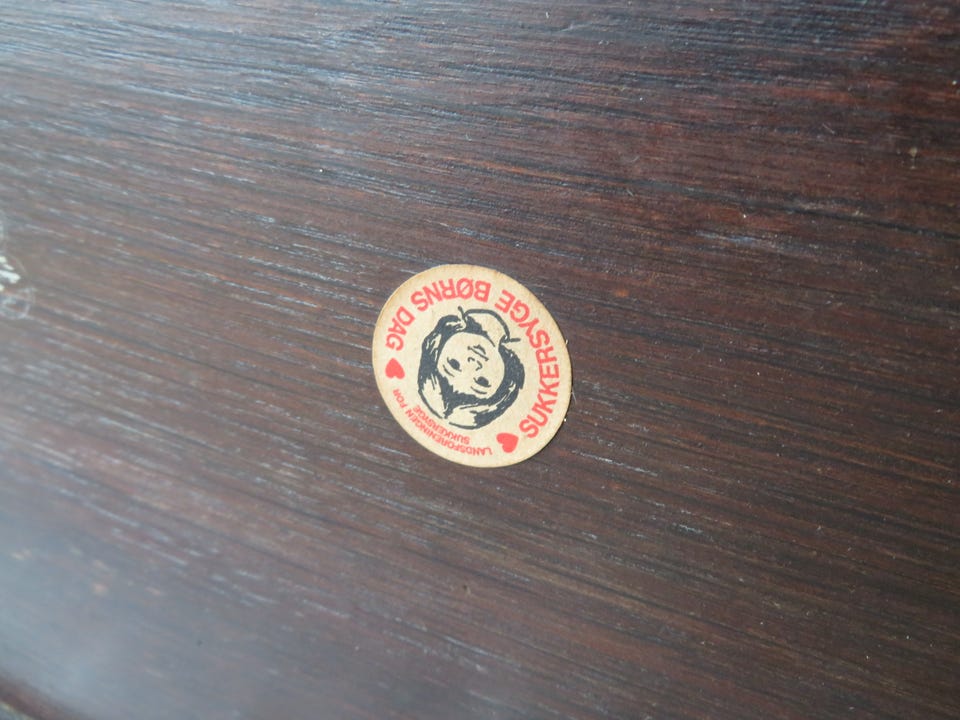 LANDSFORENINGEN FOR
SUKKERSYGE
SUKKERSYGE BØRNS DAG